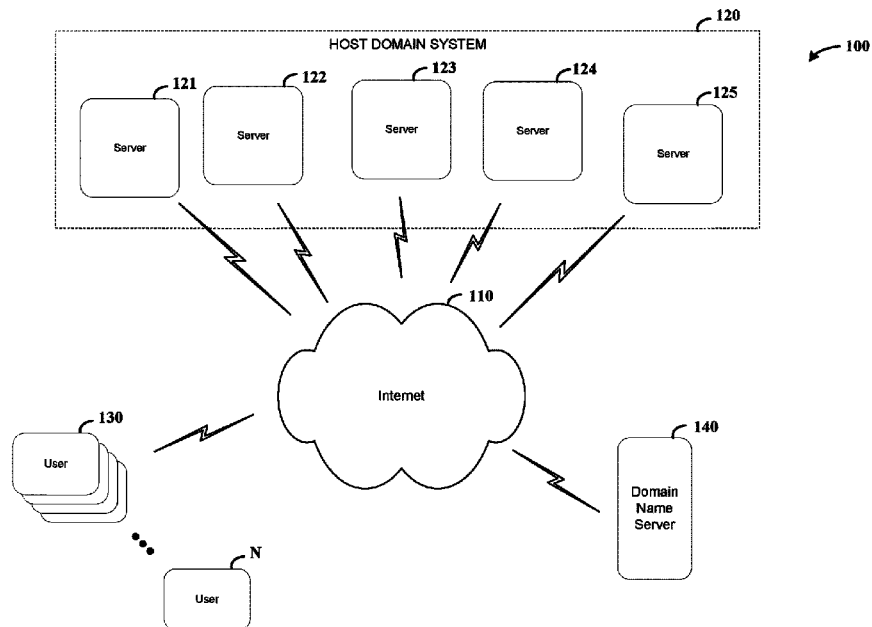 120
HOST DOMAIN SYSTEM
100
121
122
123
124
125
Server
Server
Server
Server
Server
110
Internet
130
User
140
Domain
Name
Server
N
User